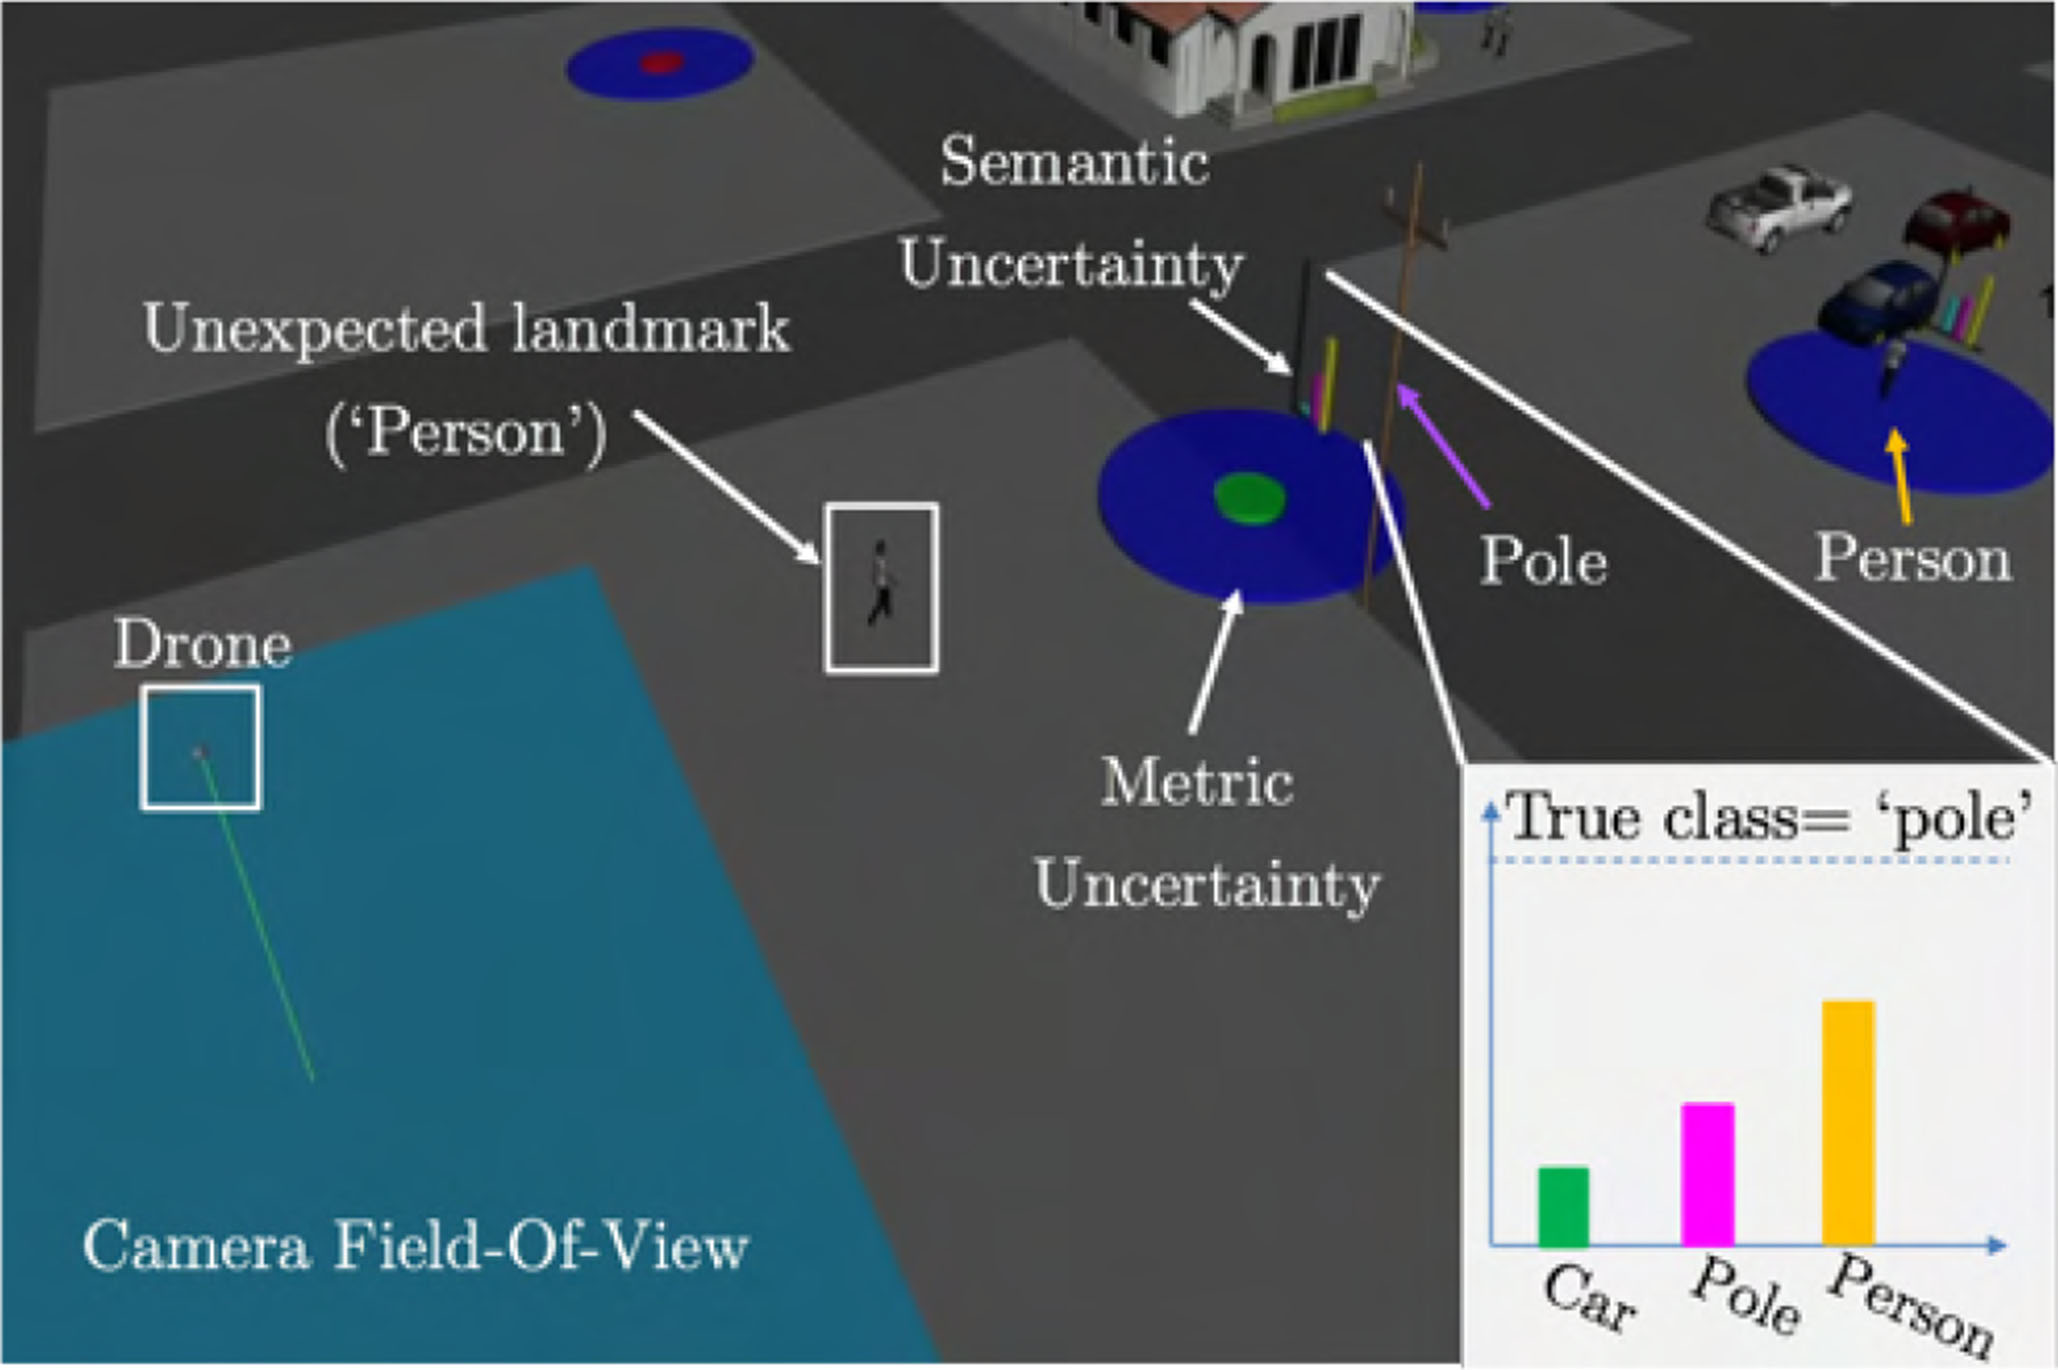 Semantic
Uncertainty
Unexpected landmark
(‘Person’)
Pole
Person
Drone
Metric
Uncertainty
Camera Field-Of-View
True class= ‘pole’
Car
Pole
Person